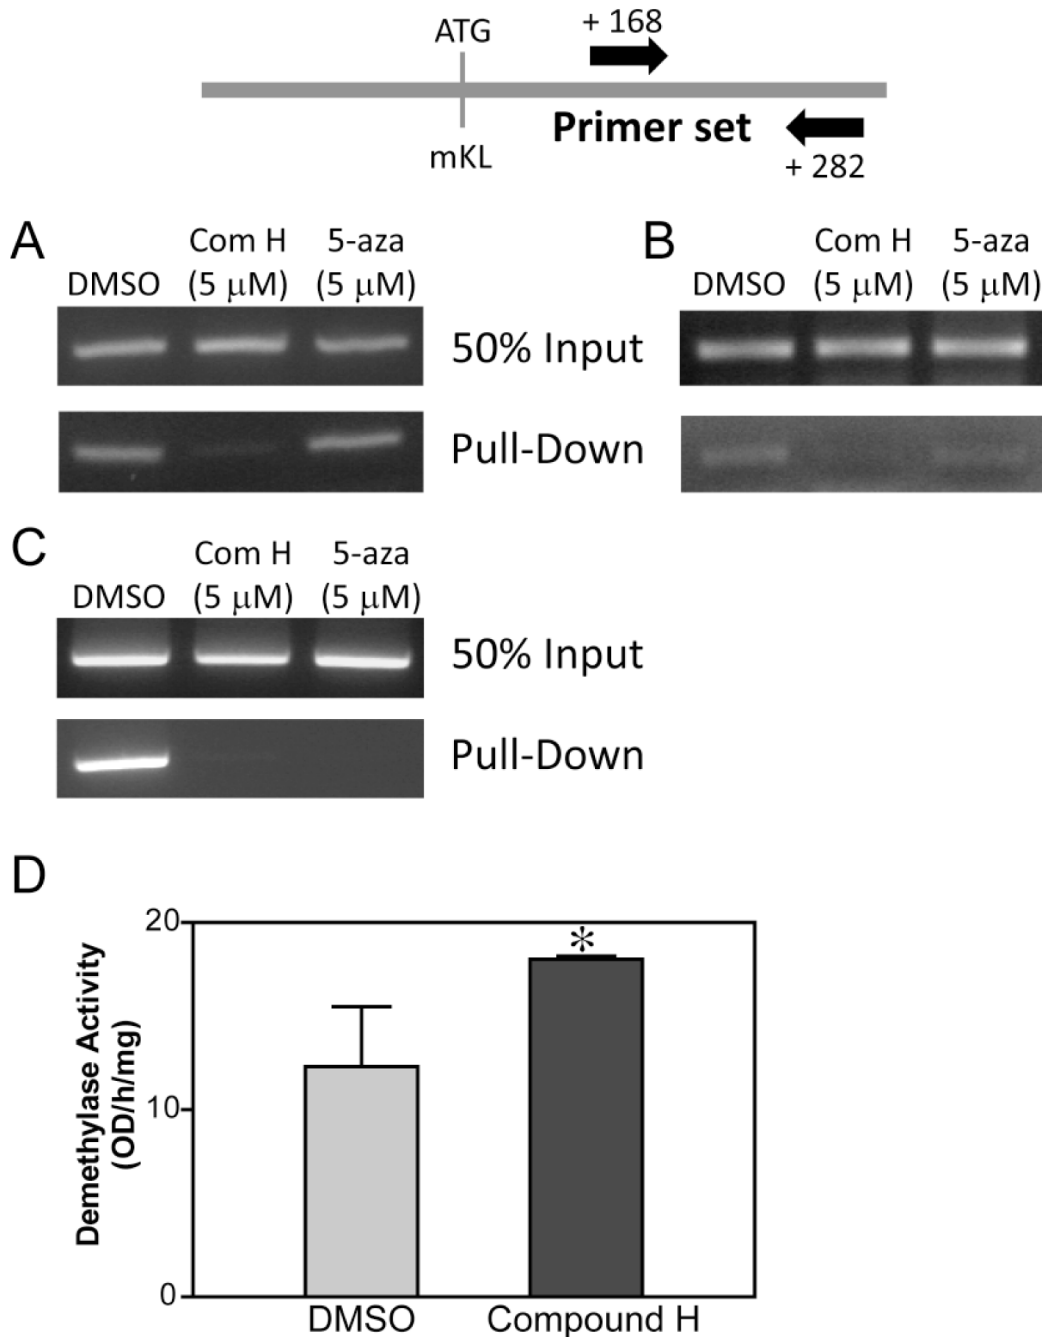 ATG
+ 168
Primer set
mKL
+ 282
A
Com H
5-aza
DMSO
(5 μM)
(5 μM)
50% Input
Pull-Down
B
Com H
5-aza
DMSO
(5 μM)
(5 μM)
C
Com H
5-aza
DMSO
(5 μM)
(5 μM)
50% Input
Pull-Down
D
Demethylase Activity
(OD/h/mg)
20
10
0
*
DMSO
Compound H